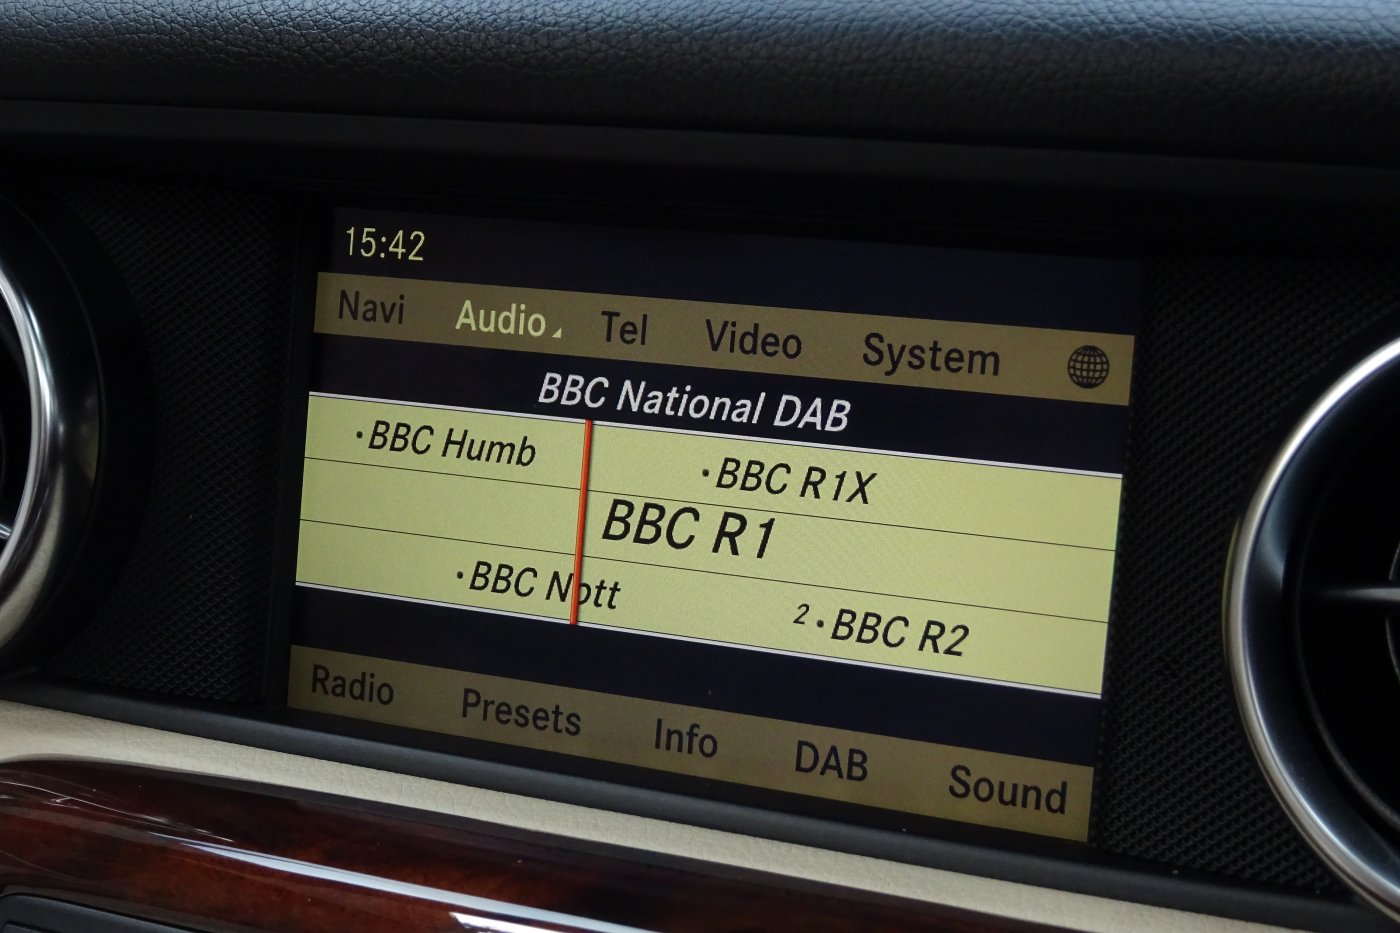 15:42
Navi Audio Tel Video System
BBC National DAB
·BBC Humb ·BBC R1X
BBC R1
·BBC Nott 2·BBC R2
Radio Presets Info DAB Sound